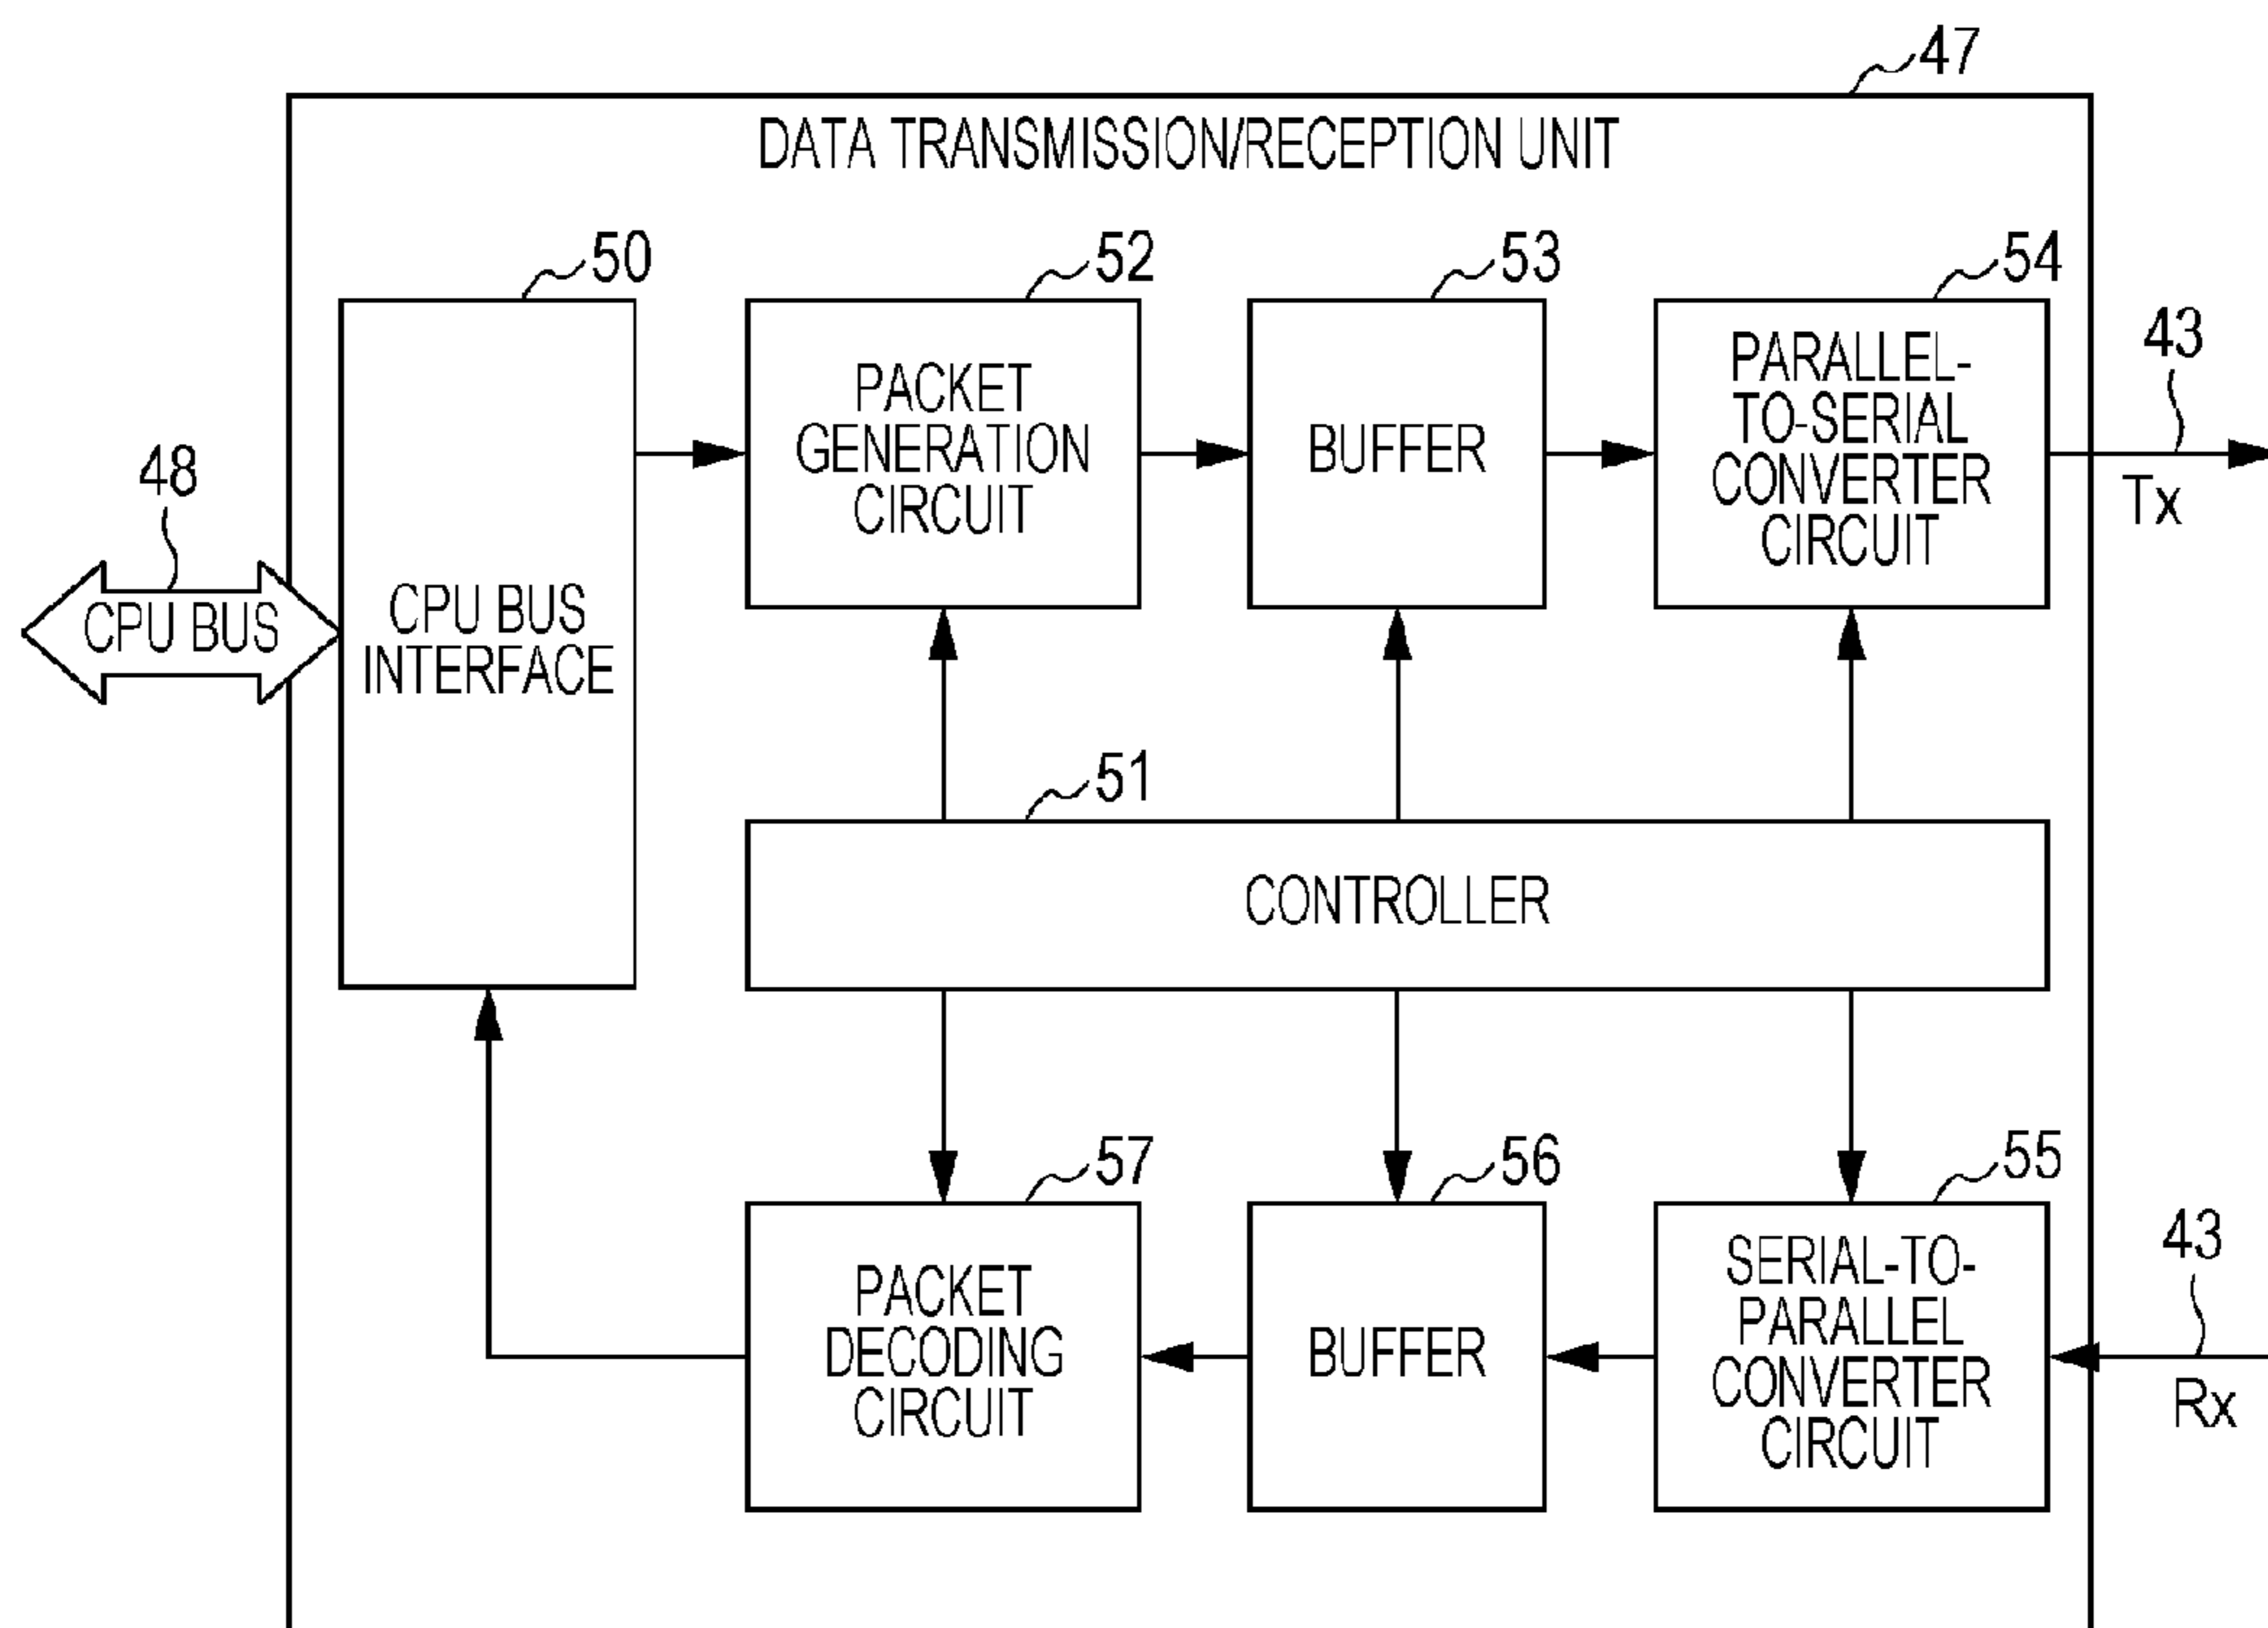 47
DATA TRANSMISSION/RECEPTION UNIT
50
52
53
54
43
48
CPU BUS
CPU BUS
INTERFACE
PACKET
GENERATION
CIRCUIT
BUFFER
PARALLEL-
TO-SERIAL
CONVERTER
CIRCUIT
Tx
51
CONTROLLER
57
56
55
43
PACKET
DECODING
CIRCUIT
BUFFER
SERIAL-TO-
PARALLEL
CONVERTER
CIRCUIT
Rx